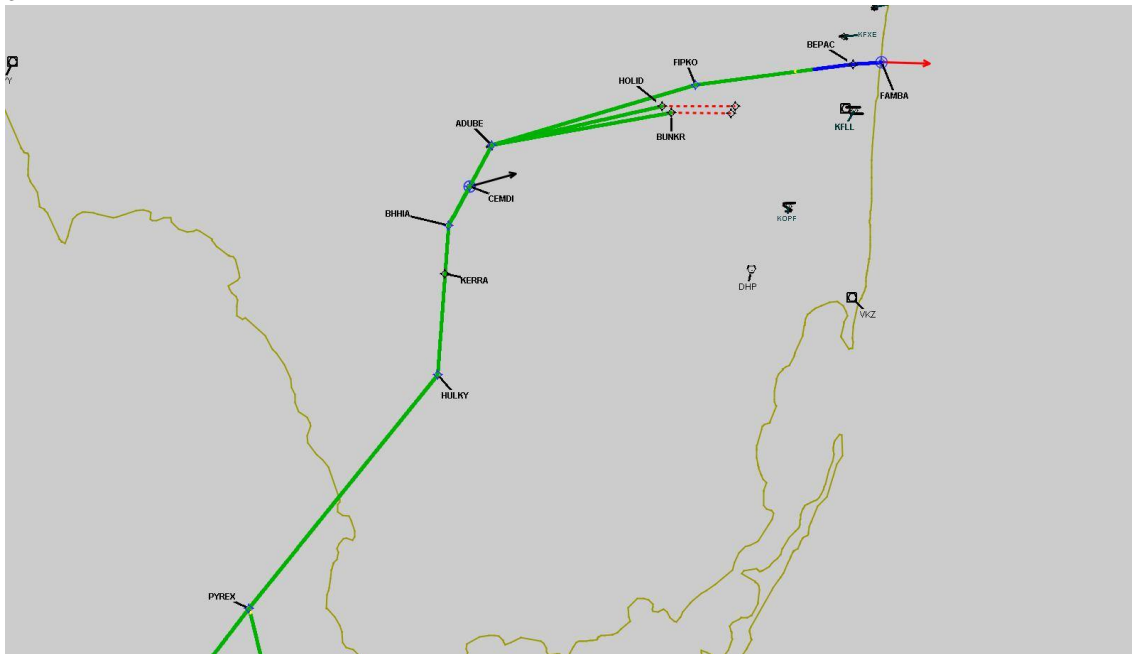 KFXE
BEPAC
FIPKO
HOLID
FAMBA
KFLL
ADUBE
BUNKR
CEMDI
BHHIA
KOPF
KERRA
DHP
VKZ
HULKY
PYREX